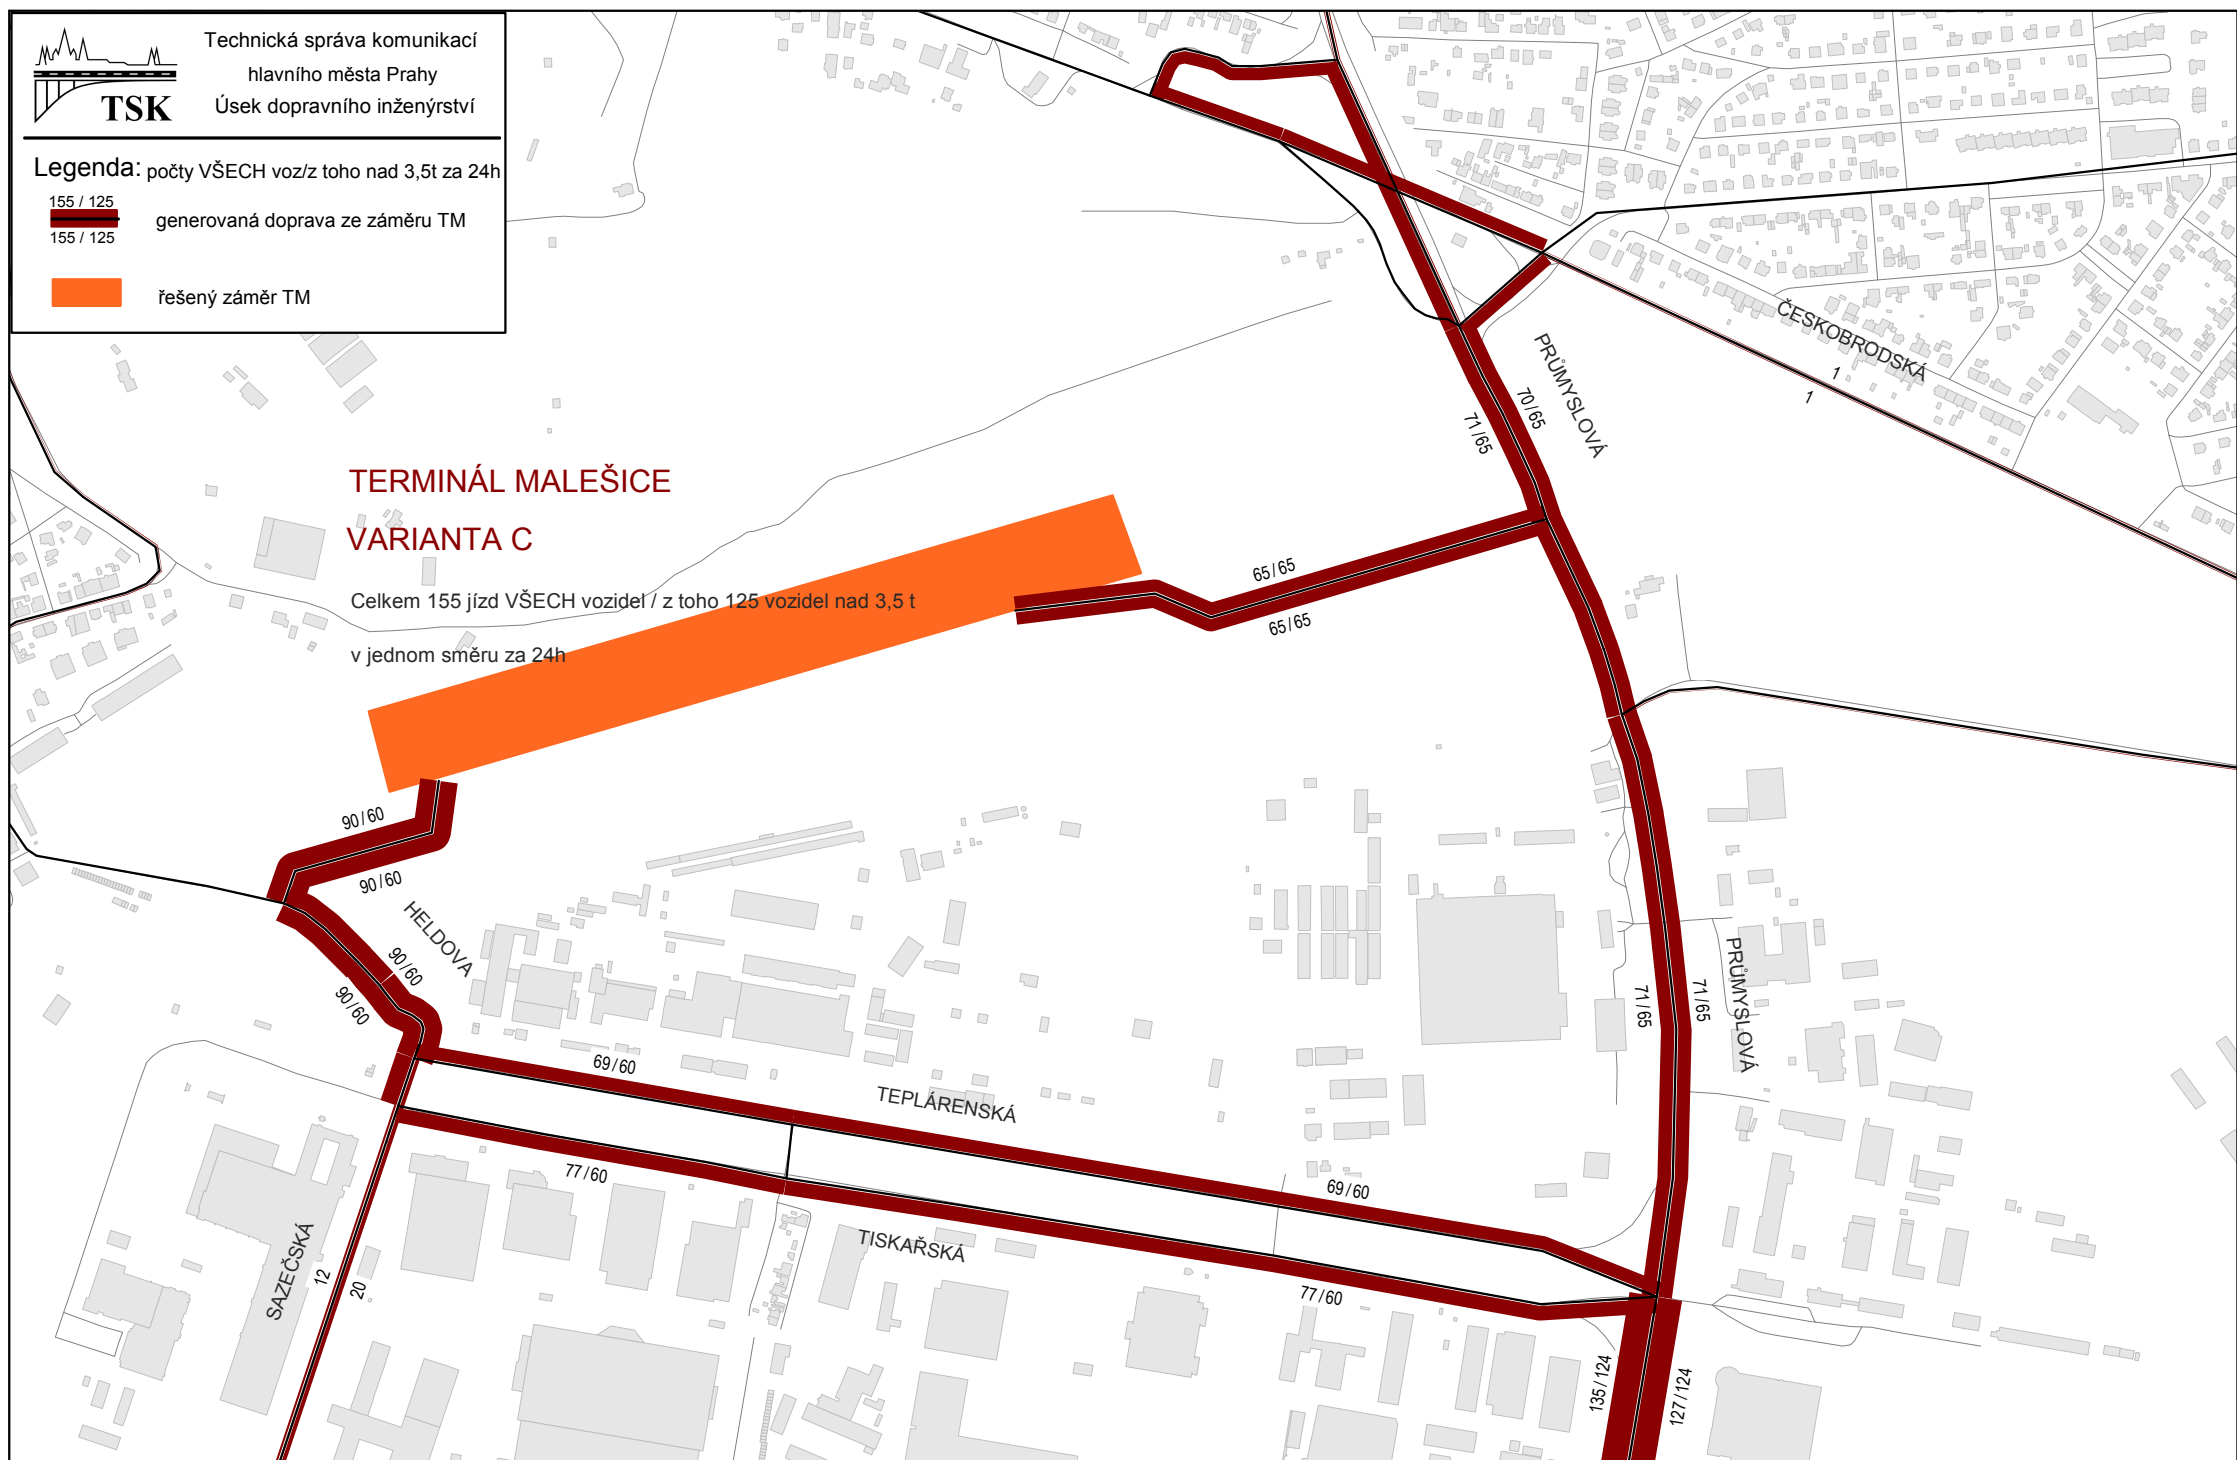 Technická správa komunikací
hlavního města Prahy
Úsek dopravního inženýrství
TSK
Legenda: počty VŠECH voz/z toho nad 3,5t za 24h
155 / 125
generovaná doprava ze záměru TM
155 / 125
řešený záměr TM
ČESKOBRODSKÁ
1
1
PRŮMYSLOVÁ
70/65
71/65
TERMINÁL MALEŠICE
VARIANTA C
Celkem 155 jízd VŠECH vozidel / z toho 125 vozidel nad 3,5 t
v jednom směru za 24h
65/65
65/65
90/60
90/60
HELDOVA
90/60
90/60
71/65
71/65
PRŮMYSLOVÁ
69/60
TEPLÁRENSKÁ
77/60
69/60
TISKAŘSKÁ
77/60
SAZEČSKÁ
12
20
135/124
127/124